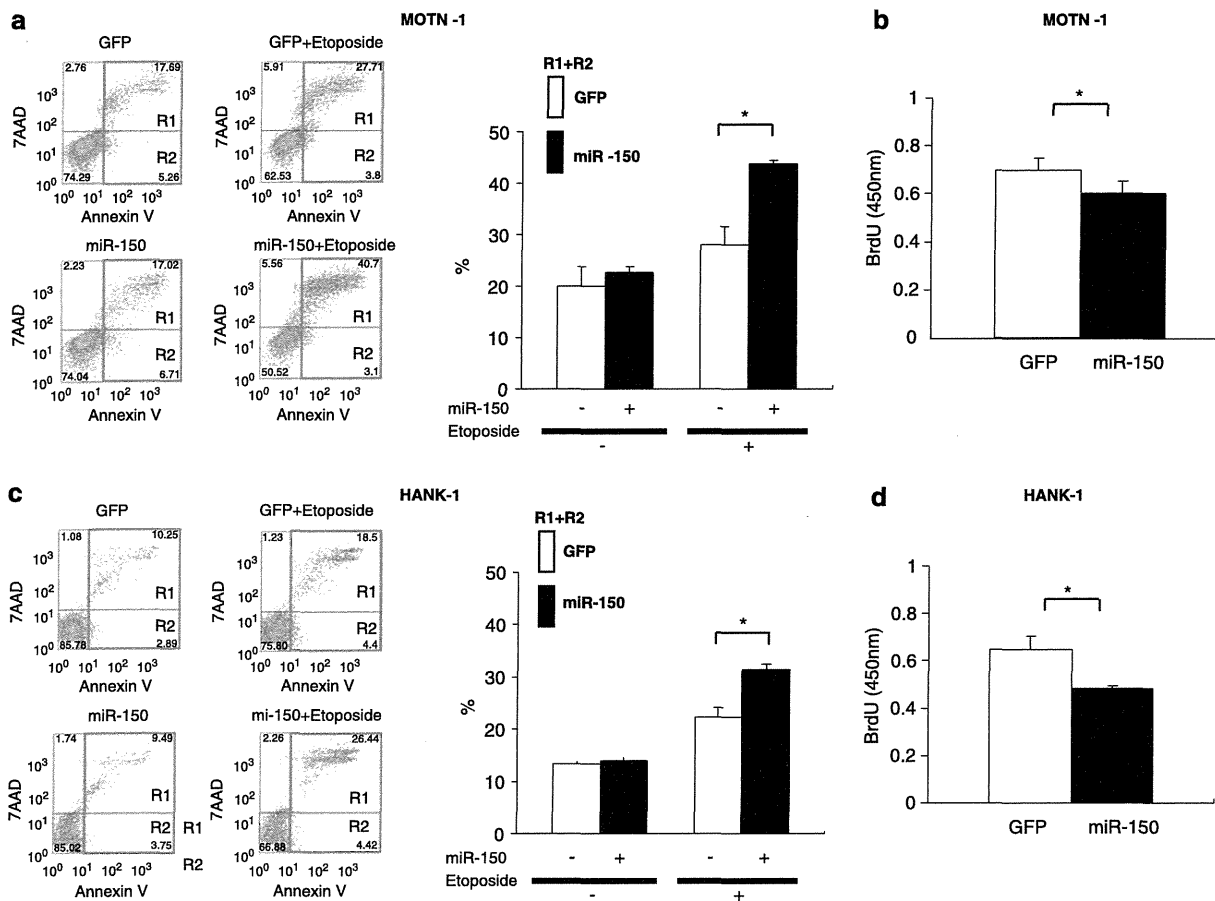 a
MOTN -1
GFP
2.76 17.69
7AAD
10³
10²
10¹
10⁰
R1
R2
74.29 5.26
10⁰ 10¹ 10² 10³
Annexin V
GFP+Etoposide
5.91 27.71
7AAD
10³
10²
10¹
10⁰
R1
R2
62.53 3.8
10⁰ 10¹ 10² 10³
Annexin V
miR-150
2.23 17.02
7AAD
10³
10²
10¹
10⁰
R1
R2
74.04 6.71
10⁰ 10¹ 10² 10³
Annexin V
miR-150+Etoposide
5.56 40.7
7AAD
10³
10²
10¹
10⁰
R1
R2
50.52 3.1
10⁰ 10¹ 10² 10³
Annexin V
R1+R2
GFP
miR -150
*
%
50
40
30
20
10
0
miR-150 - + - +
Etoposide
- +
b
MOTN -1
*
BrdU (450nm)
1
0.8
0.6
0.4
0.2
0
GFP miR-150
c
HANK-1
GFP
1.08 10.25
7AAD
10³
10²
10¹
10⁰
R1
R2
85.78 2.89
10⁰ 10¹ 10² 10³
Annexin V
GFP+Etoposide
1.23 18.5
7AAD
10³
10²
10¹
10⁰
R1
R2
75.80 4.4
10⁰ 10¹ 10² 10³
Annexin V
miR-150
1.74 9.49
7AAD
10³
10²
10¹
10⁰
R1
R2 R1
85.02 3.75
R2
10⁰ 10¹ 10² 10³
Annexin V
mi-150+Etoposide
2.26 26.44
7AAD
10³
10²
10¹
10⁰
R1
R2
66.88 4.42
10⁰ 10¹ 10² 10³
Annexin V
R1+R2
GFP
miR-150
*
%
50
40
30
20
10
0
miR-150 - + - +
Etoposide
- +
d
HANK-1
*
BrdU (450nm)
1
0.8
0.6
0.4
0.2
0
GFP miR-150